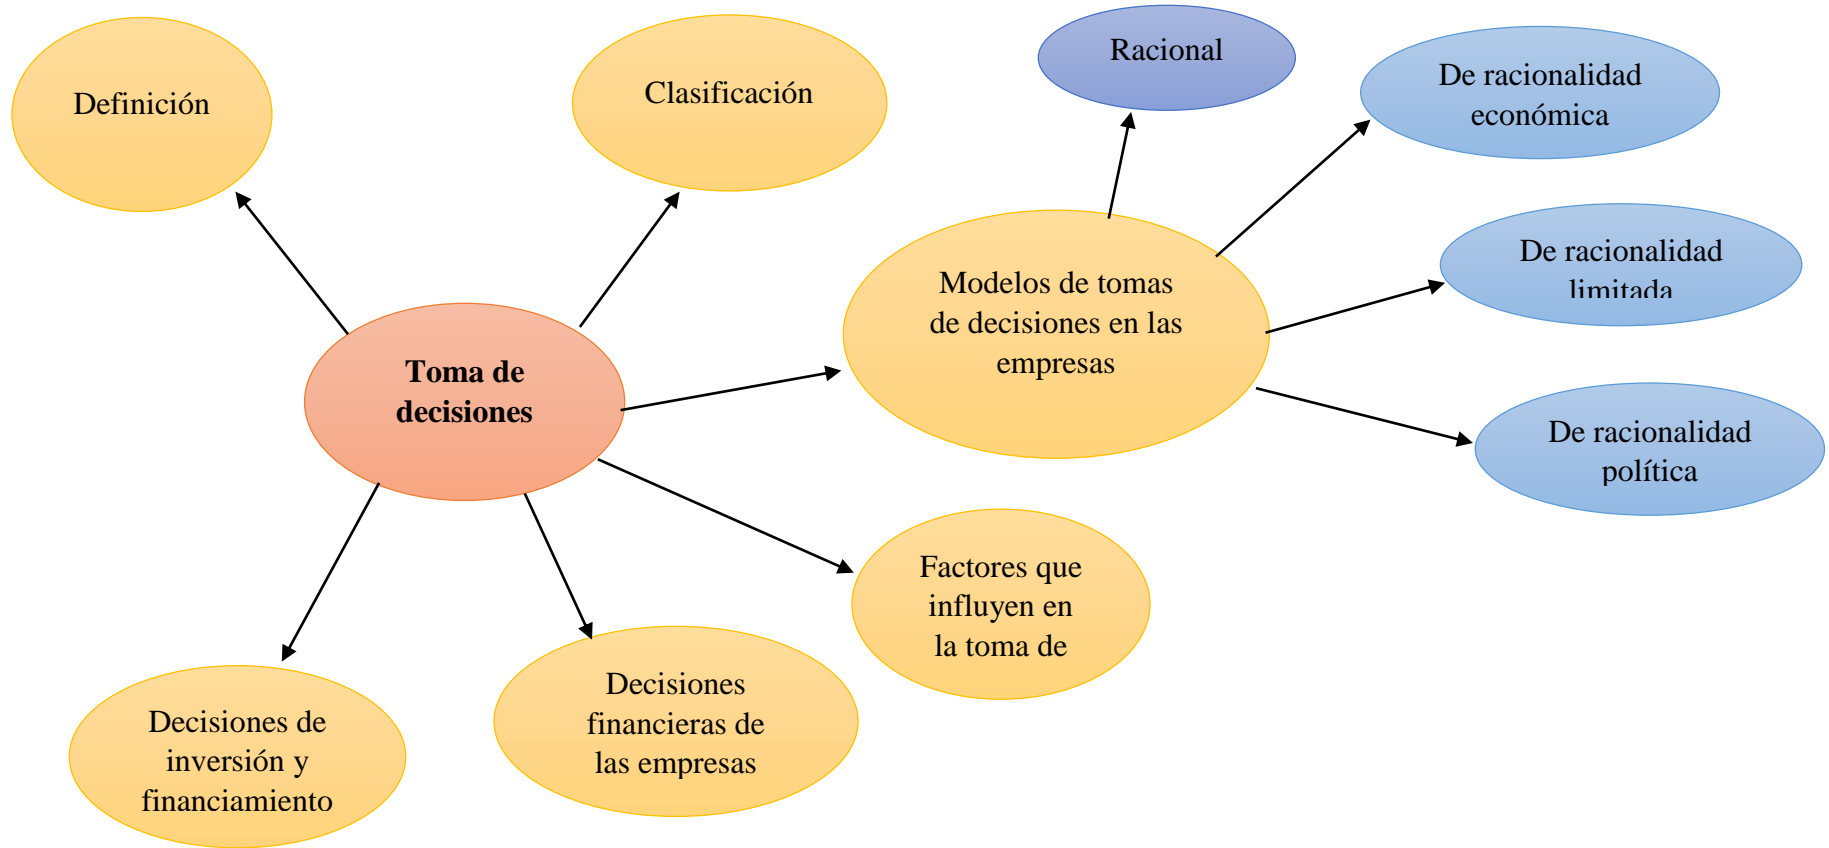 Definición
Clasificación
Racional
De racionalidad
económica
De racionalidad
limitada
Modelos de tomas
de decisiones en las
empresas
Toma de
decisiones
De racionalidad
política
Factores que
influyen en
la toma de
Decisiones
financieras de
las empresas
Decisiones de
inversión y
financiamiento